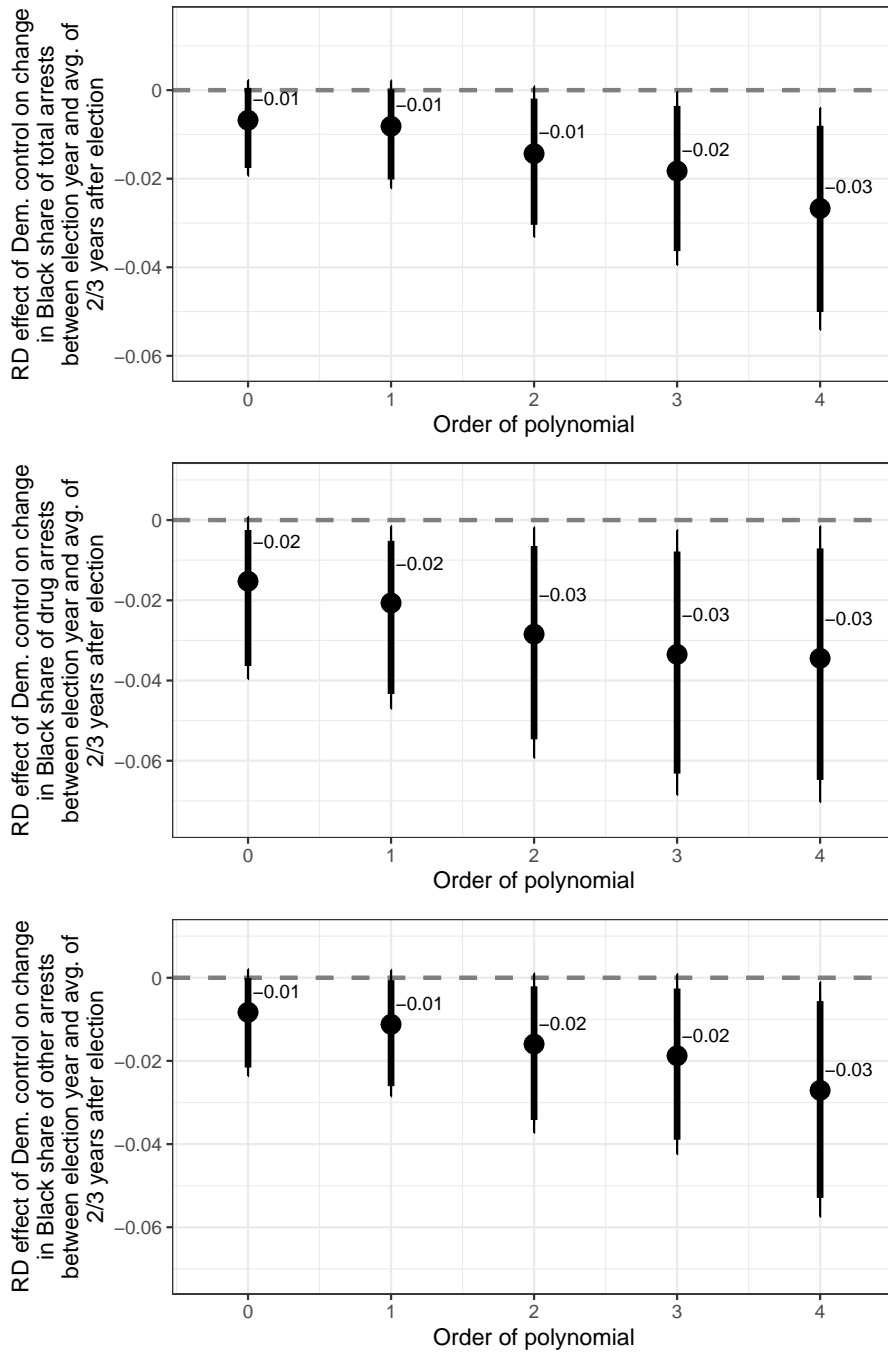 RD effect of Dem. control on change
in Black share of total arrests
between election year and avg. of
2/3 years after election
0
−0.02
−0.04
−0.06
−0.01
−0.01
−0.01
−0.02
−0.03
0
1
2
3
4
Order of polynomial
RD effect of Dem. control on change
in Black share of drug arrests
between election year and avg. of
2/3 years after election
0
−0.02
−0.04
−0.06
−0.02
−0.02
−0.03
−0.03
−0.03
0
1
2
3
4
Order of polynomial
RD effect of Dem. control on change
in Black share of other arrests
between election year and avg. of
2/3 years after election
0
−0.02
−0.04
−0.06
−0.01
−0.01
−0.02
−0.02
−0.03
0
1
2
3
4
Order of polynomial